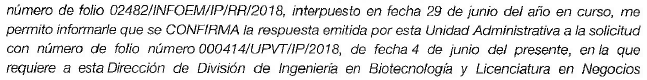 número de folio 02482/INFOEM/IP/RR/2018, interpuesto en fecha 29 de junio del año en curso, me
permito informarle que se CONFIRMA la respuesta emitida por esta Unidad Administrativa a la solicitud
con número de folio número 000414/UPVT/IP/2018, de fecha 4 de junio del presente, en la que
requiere a esta Dirección de División de Ingeniería en Biotecnología y Licenciatura en Negocios